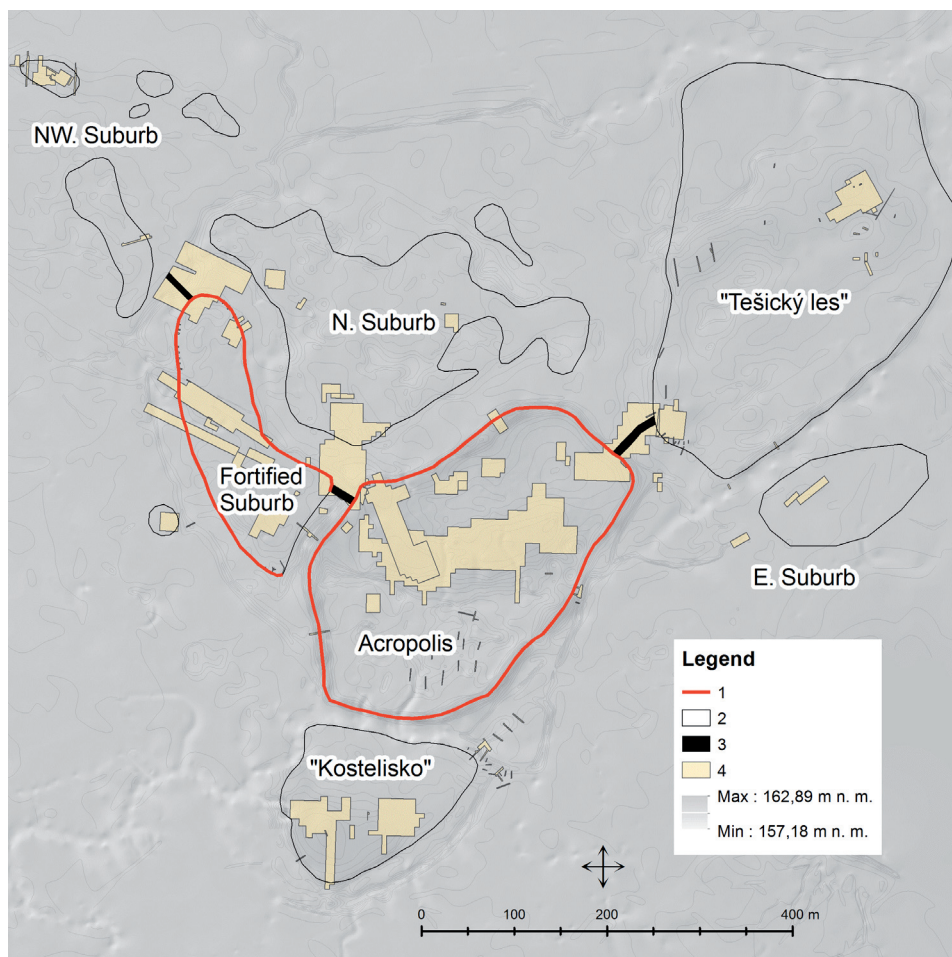 NW. Suburb
"Tešický les"
N. Suburb
Fortified
Suburb
E. Suburb
Acropolis
"Kostelisko"
Legend
1
2
3
4
Max : 162,89 m n. m.
Min : 157,18 m n. m.
0 100 200 400 m